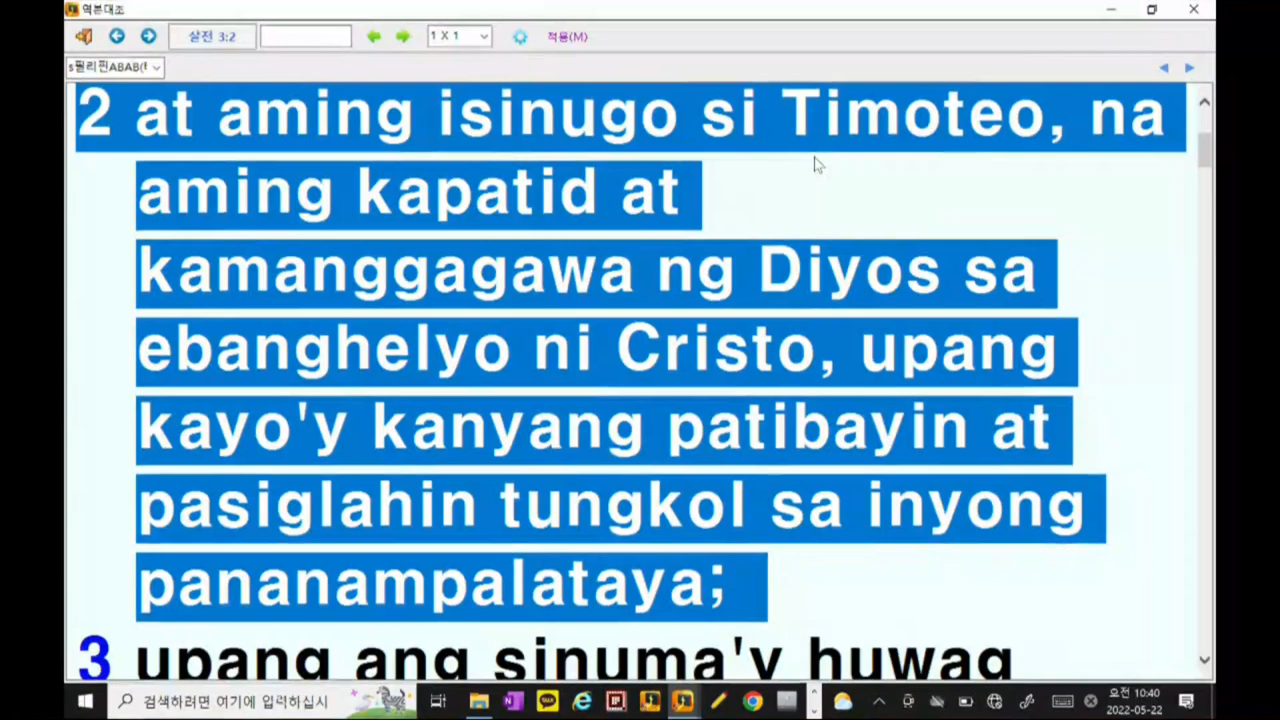 역본대조
살전 3:2
1 X 1
적용(M)
s필리핀ABAB(
2 at aming isinugo si Timoteo, na
aming kapatid at
kamanggagawa ng Diyos sa
ebanghelyo ni Cristo, upang
kayo'y kanyang patibayin at
pasiglahin tungkol sa inyong
pananampalataya;
3 upang ang sinuma'y huwag
검색하려면 여기에 입력하십시
오전 10:40
2022-05-22